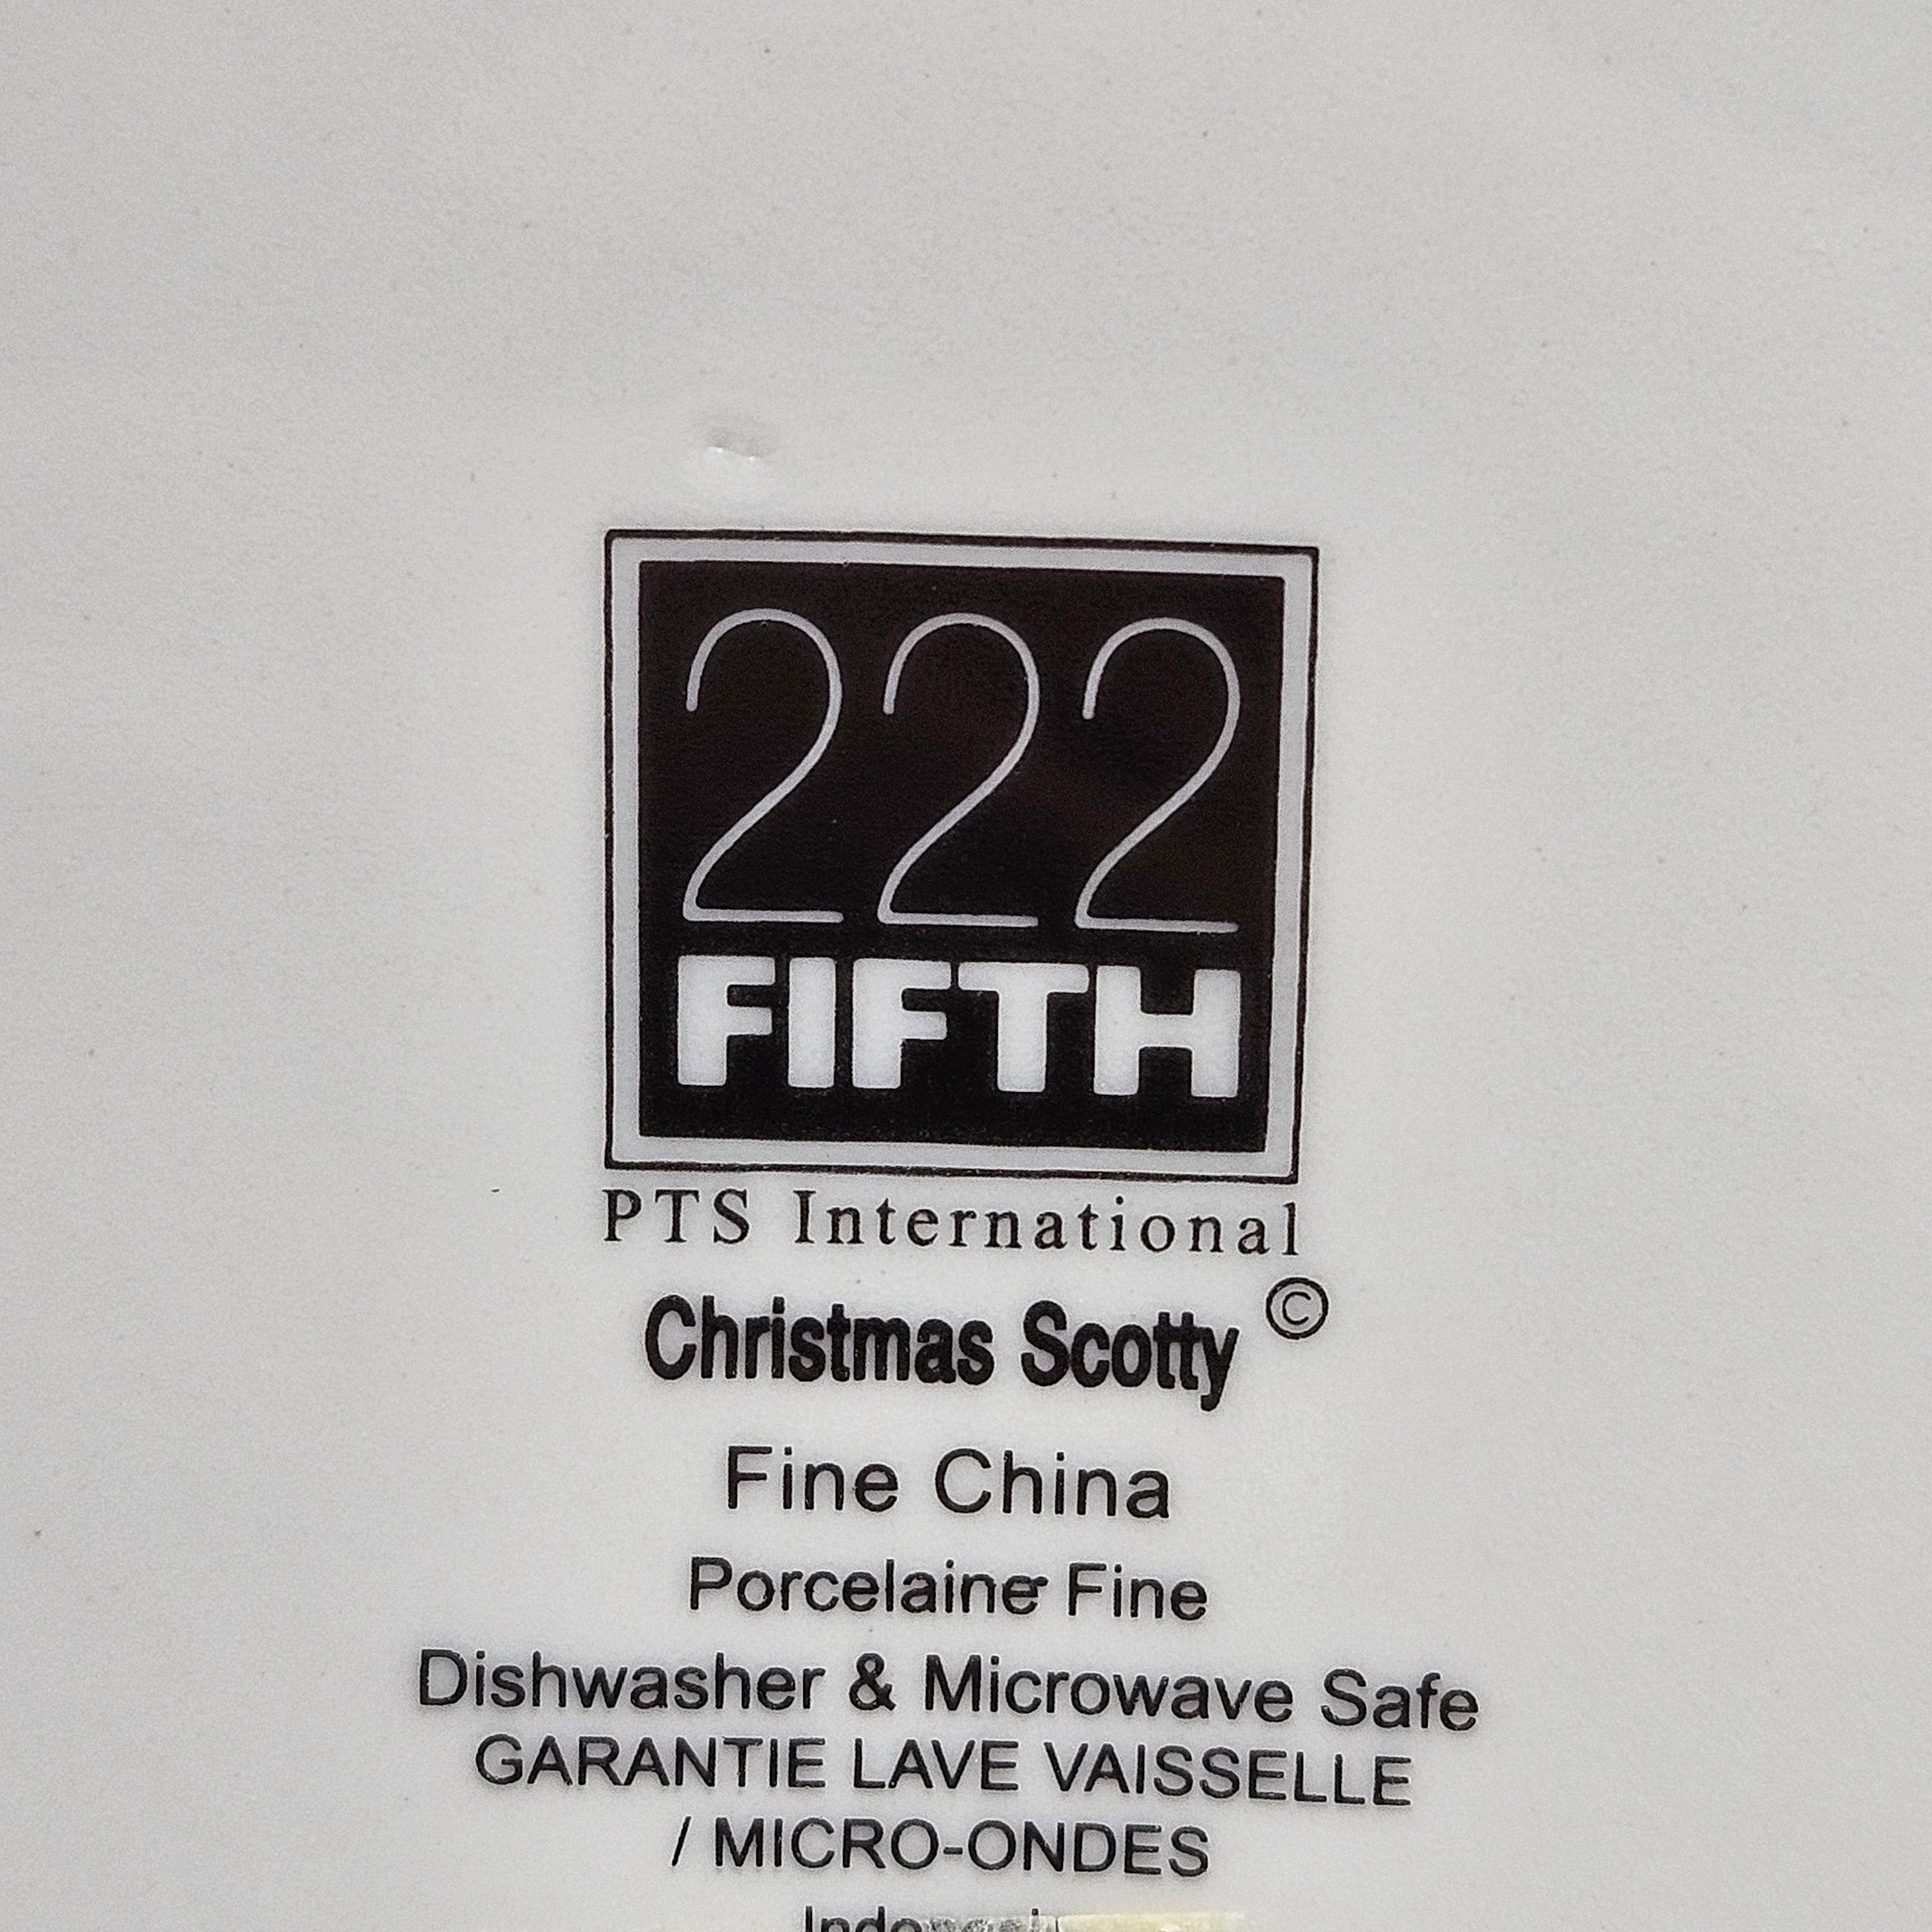 222
FIFTH
PTS International
Christmas Scotty ©
Fine China
Porcelaine Fine
Dishwasher & Microwave Safe
GARANTIE LAVE VAISSELLE
/ MICRO-ONDES